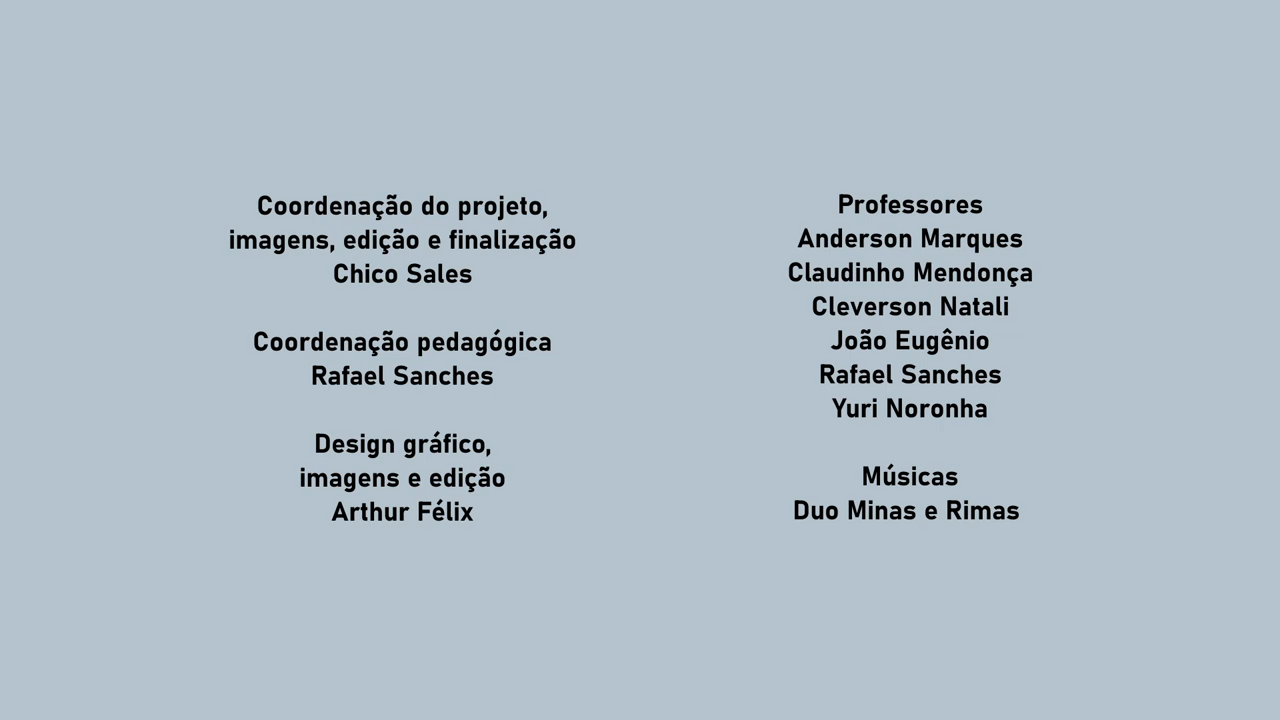 Coordenação do projeto,
imagens, edição e finalização
Chico Sales
Coordenação pedagógica
Rafael Sanches
Design gráfico,
imagens e edição
Arthur Félix
Professores
Anderson Marques
Claudinho Mendonça
Cleverson Natali
João Eugênio
Rafael Sanches
Yuri Noronha
Músicas
Duo Minas e Rimas